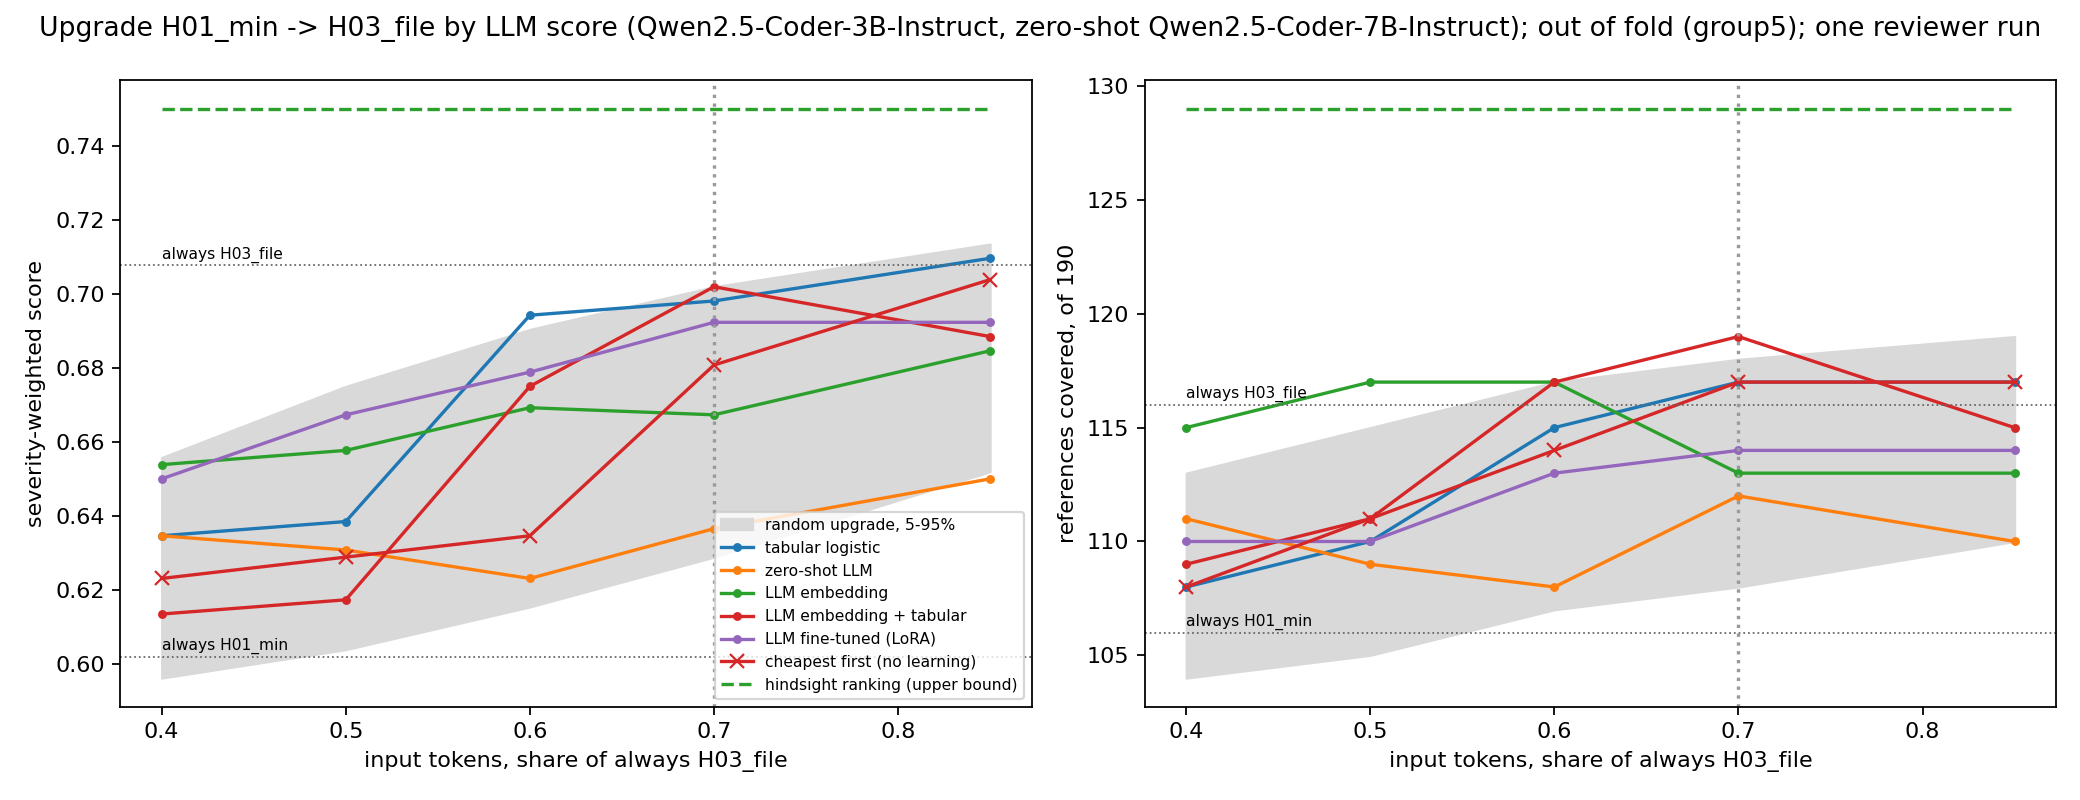 Upgrade H01_min -> H03_file by LLM score (Qwen2.5-Coder-3B-Instruct, zero-shot Qwen2.5-Coder-7B-Instruct); out of fold (group5); one reviewer run
severity-weighted score
0.74
0.72
0.70
0.68
0.66
0.64
0.62
0.60
always H03_file
always H01_min
random upgrade, 5-95%
tabular logistic
zero-shot LLM
LLM embedding
LLM embedding + tabular
LLM fine-tuned (LoRA)
cheapest first (no learning)
hindsight ranking (upper bound)
0.4 0.5 0.6 0.7 0.8
input tokens, share of always H03_file
references covered, of 190
130
125
120
115
110
105
always H03_file
always H01_min
0.4 0.5 0.6 0.7 0.8
input tokens, share of always H03_file